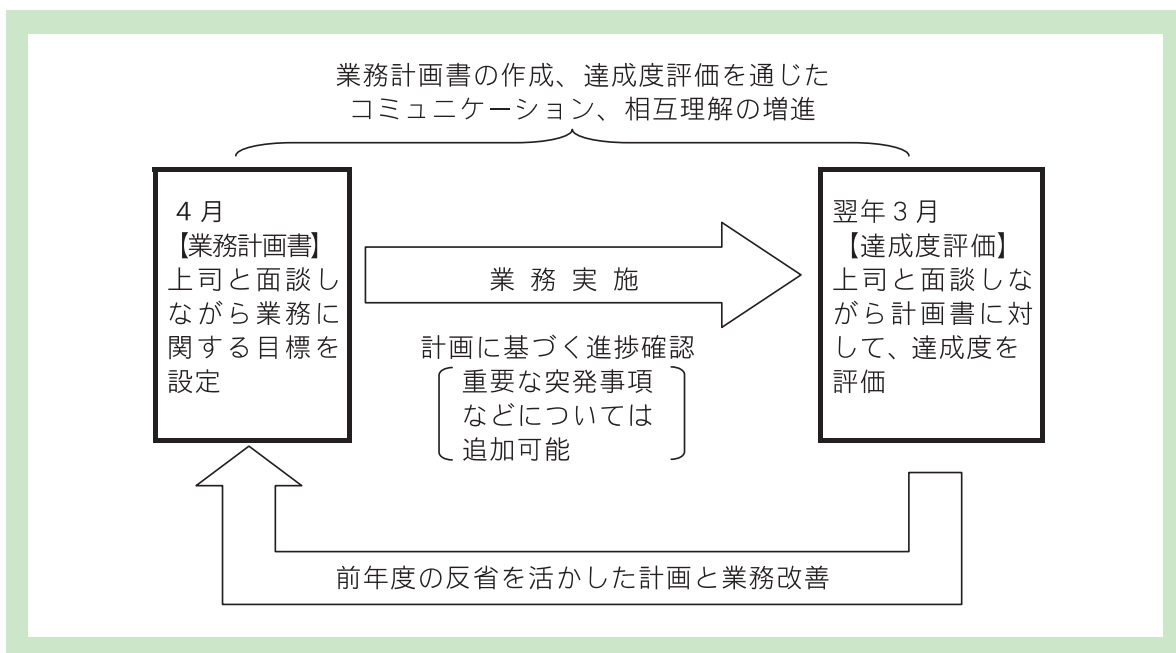 業務計画書の作成、達成度評価を通じた
コミュニケーション、相互理解の増進
４月
【業務計画書】
上司と面談し
ながら業務に
関する目標を
設定
業務実施
計画に基づく進捗確認
重要な突発事項
などについては
追加可能
翌年３月
【達成度評価】
上司と面談しな
がら計画書に対
して、達成度を
評価
前年度の反省を活かした計画と業務改善